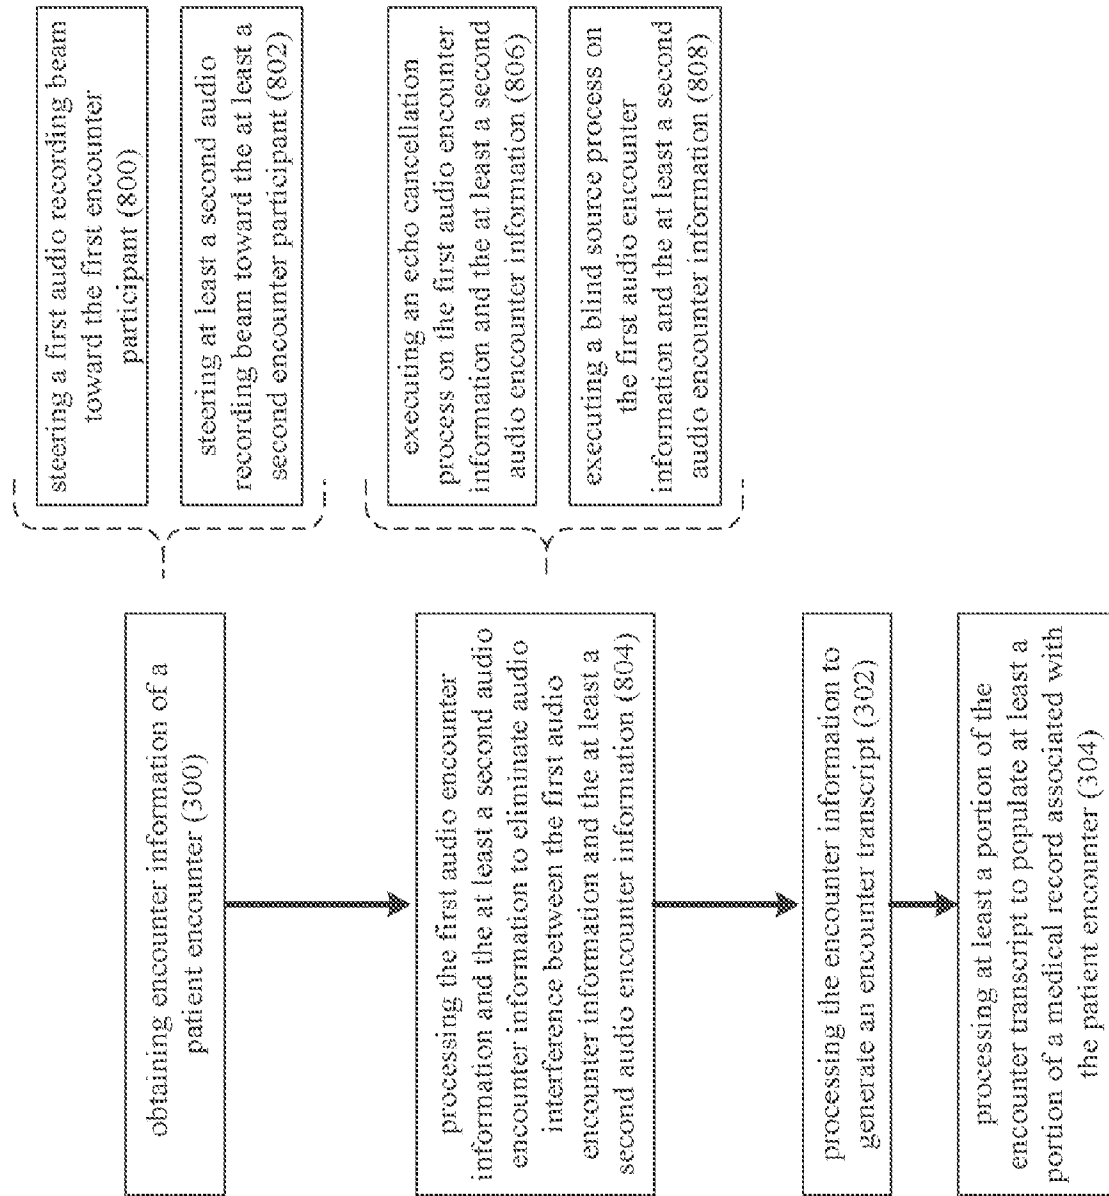 obtaining encounter information of a
patient encounter (300)
steering a first audio recording beam
toward the first encounter
participant (800)
steering at least a second audio
recording beam toward the at least a
second encounter participant (802)
processing the first audio encounter
information and the at least a second audio
encounter information to eliminate audio
interference between the first audio
encounter information and the at least a
second audio encounter information (804)
executing an echo cancellation
process on the first audio encounter
information and the at least a second
audio encounter information (806)
executing a blind source process on
the first audio encounter
information and the at least a second
audio encounter information (808)
processing the encounter information to
generate an encounter transcript (302)
processing at least a portion of the
encounter transcript to populate at least a
portion of a medical record associated with
the patient encounter (304)